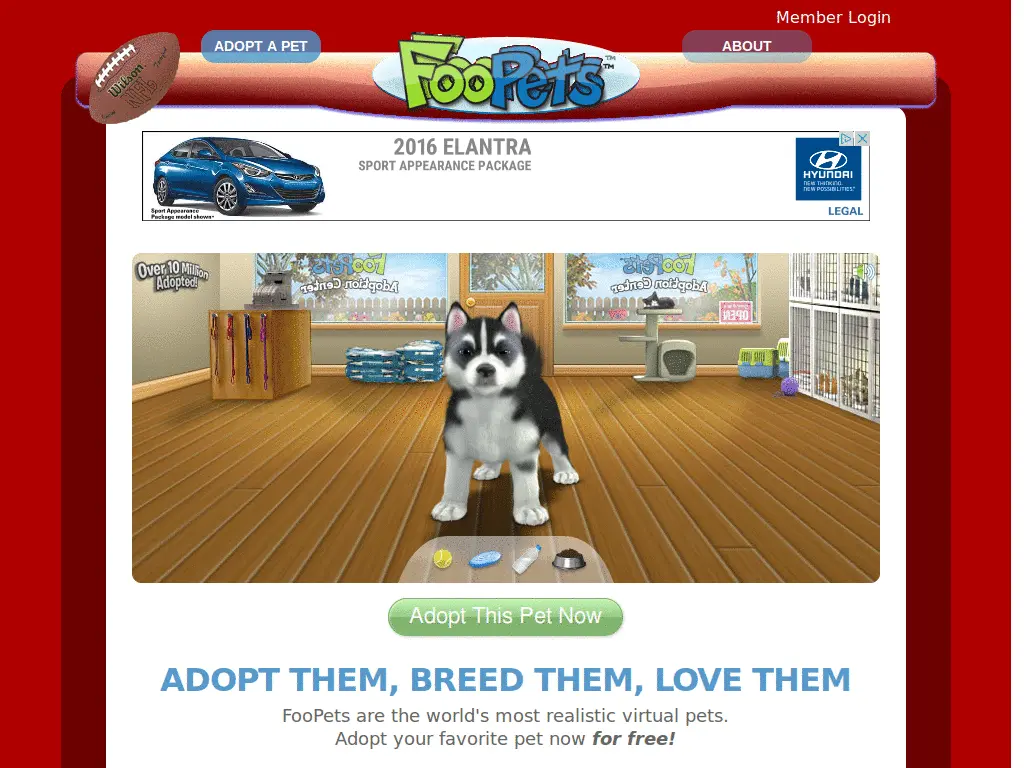 Member Login
ADOPT A PET
FooPets™
ABOUT
Wilson
NFL
2016 ELANTRA
SPORT APPEARANCE PACKAGE
Sport Appearance
Package model shown*
HYUNDAI
NEW THINKING.
NEW POSSIBILITIES.
LEGAL
Over 10 Million
Adopted!
FooPets
Adoption Center
FooPets
Adoption Center
OPEN
Adopt This Pet Now
ADOPT THEM, BREED THEM, LOVE THEM
FooPets are the world's most realistic virtual pets.
Adopt your favorite pet now for free!